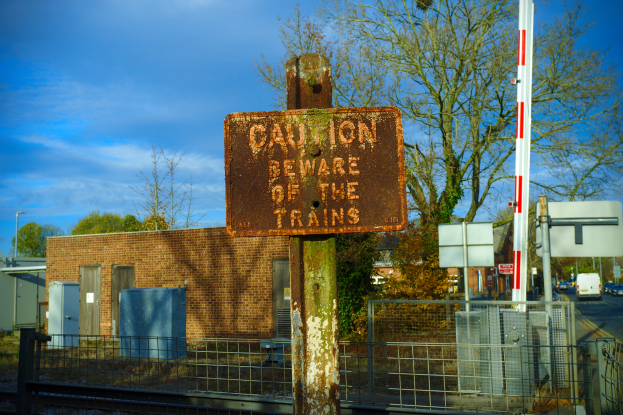 CAUTION
BEWARE
OF THE
TRAINS